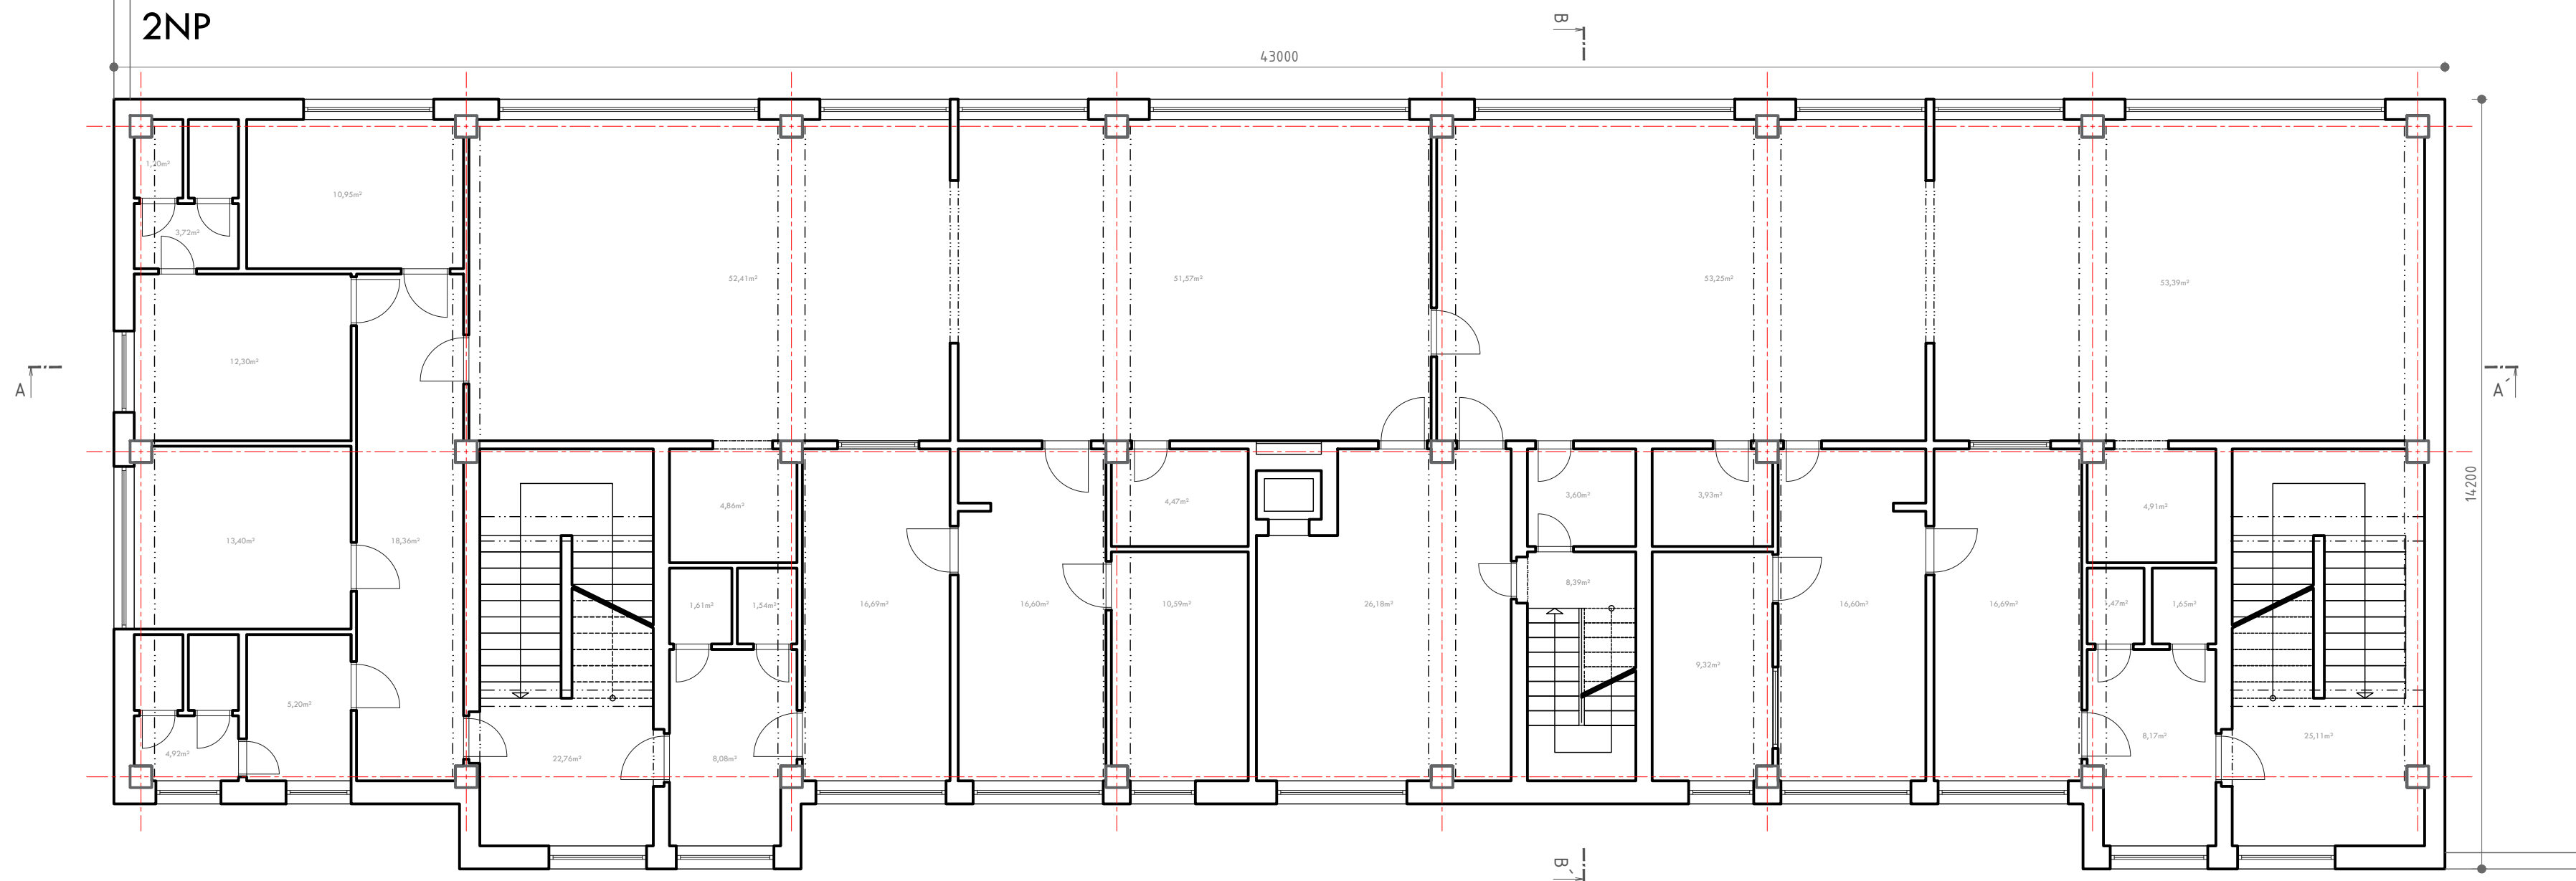 2NP
B
43000
10,95m²
3,72m²
52,41m²
51,57m²
53,25m²
53,39m²
12,30m²
A
A´
14200
4,86m²
4,47m²
3,60m²
3,93m²
4,91m²
13,40m²
18,36m²
8,39m²
1,61m²
1,54m²
16,69m²
16,60m²
10,59m²
26,18m²
16,60m²
16,69m²
1,65m²
9,32m²
5,20m²
4,92m²
22,76m²
8,08m²
8,17m²
25,11m²
B´